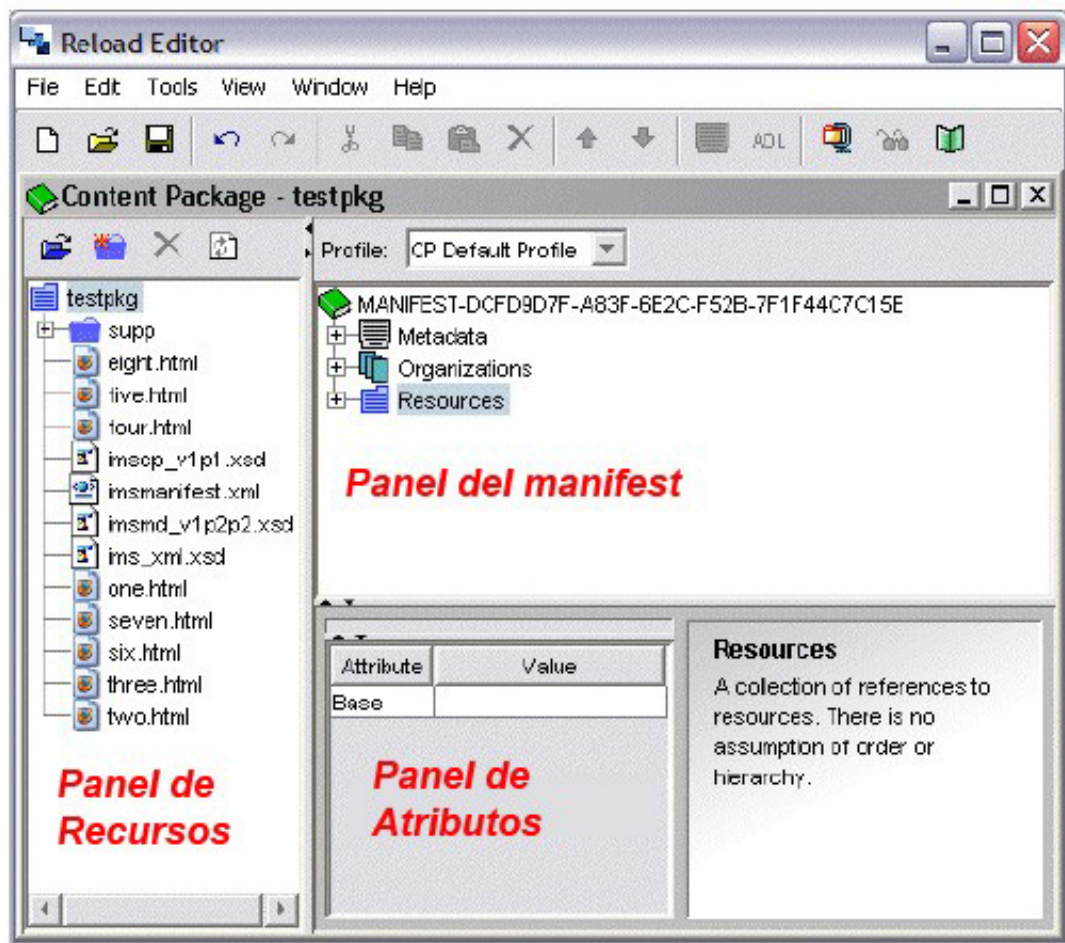 Reload Editor
File Edit Tools View Window Help
ADL
Content Package - testpkg
Profile: CP Default Profile
testpkg
supp
eight.html
five.html
four.html
imscp_v1p1.xsd
imsmanifest.xml
imsmd_v1p2p2.xsd
ims_xml.xsd
one.html
seven.html
six.html
three.html
two.html
Panel de
Recursos
MANIFEST-DCFD9D7F-A83F-6E2C-F52B-7F1F44C7C15E
Metadata
Organizations
Resources
Panel del manifest
Attribute Value
Base
Panel de
Atributos
Resources
A collection of references to
resources. There is no
assumption of order or
hierarchy.